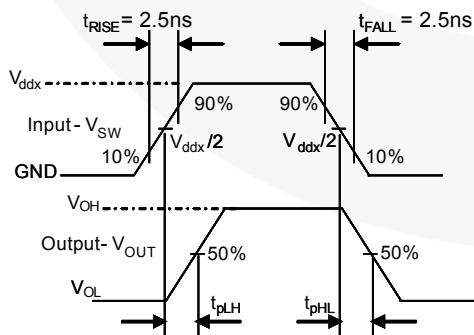 tRISE = 2.5ns
tFALL = 2.5ns
Vddx
90%
90%
Input - VSW
Vddx/2
Vddx/2
10%
10%
GND
VOH
Output - VOUT
50%
50%
VOL
tpLH
tpHL